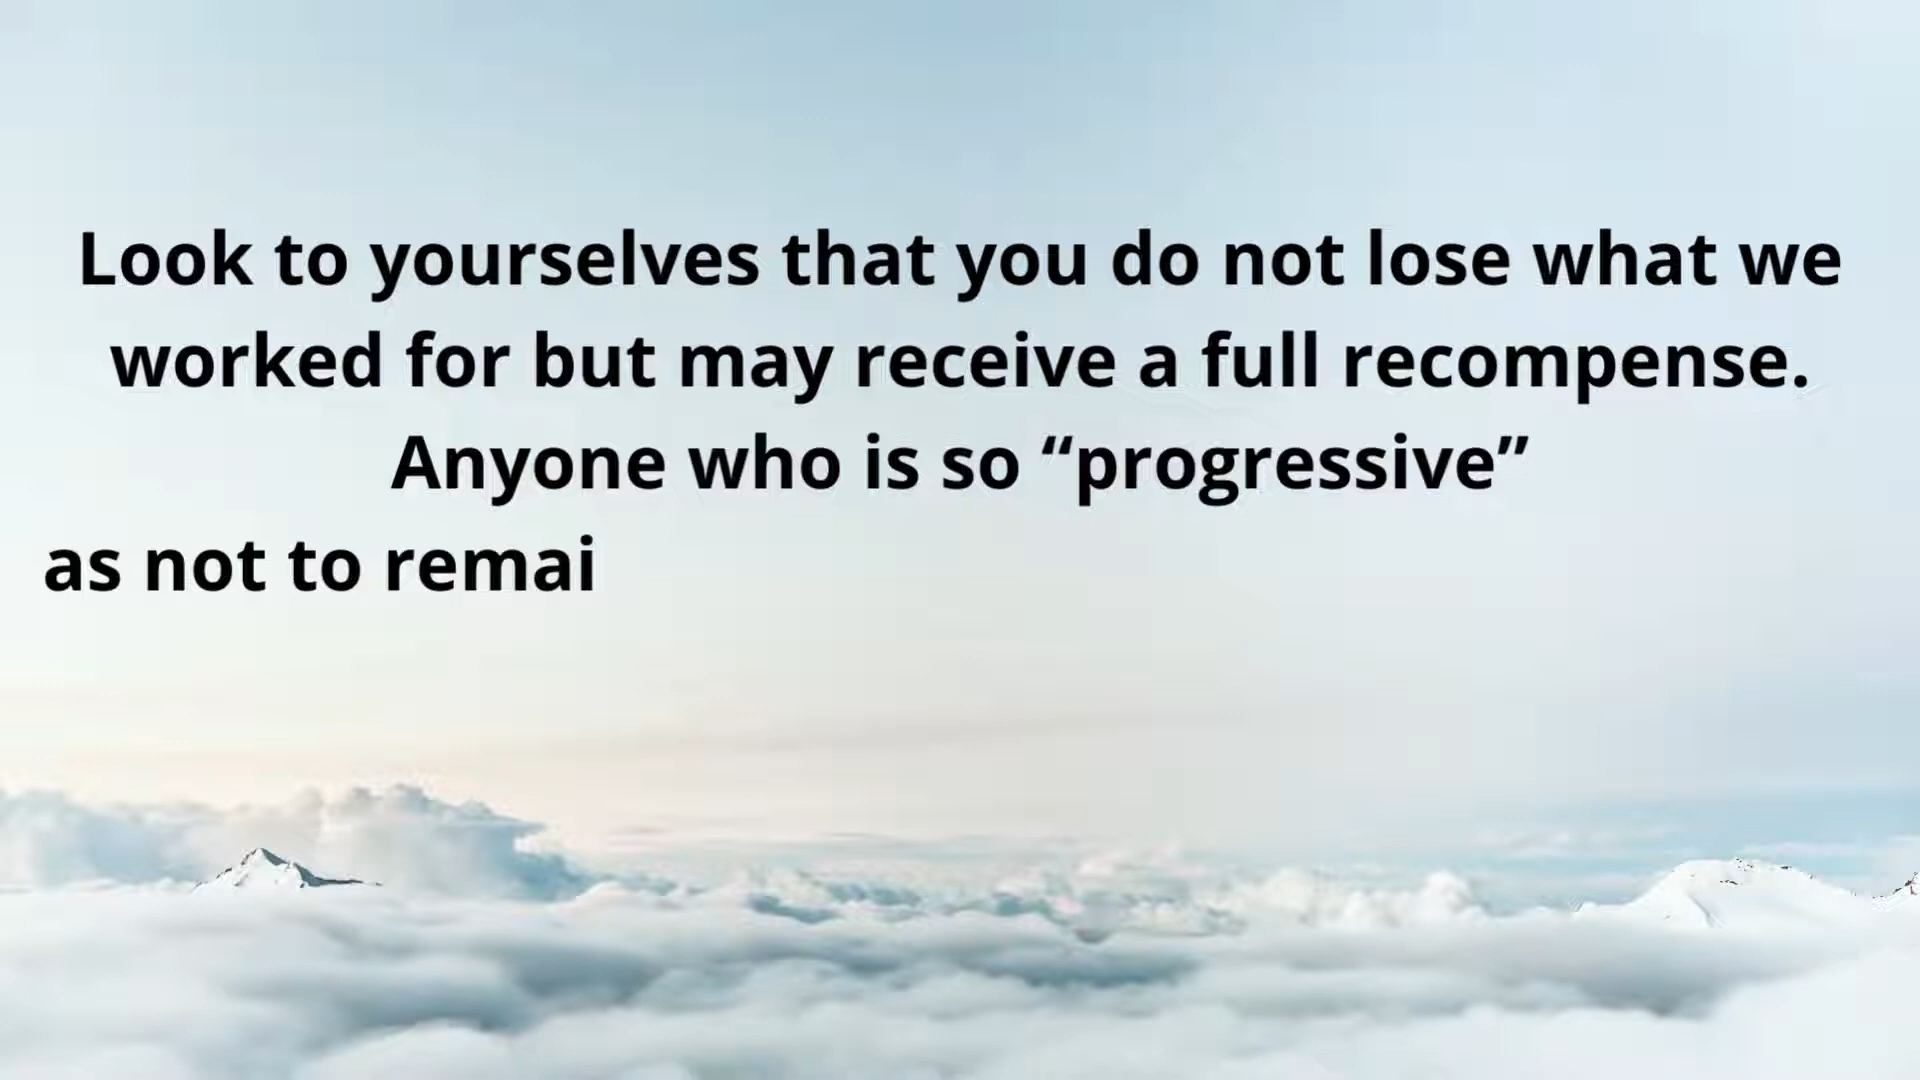 Look to yourselves that you do not lose what we
worked for but may receive a full recompense.
Anyone who is so “progressive”
as not to remai